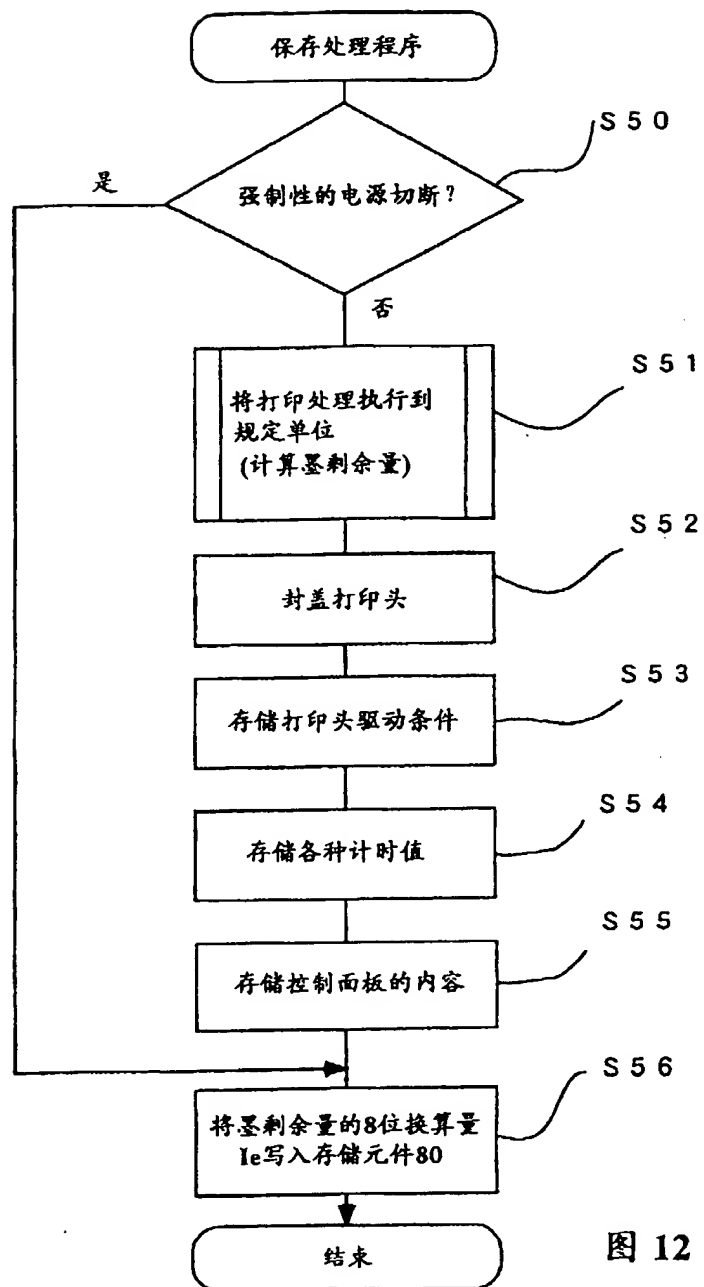 保存处理程序
S50
是
强制性的电源切断？
否
S51
将打印处理执行到
规定单位
(计算墨剩余量)
S52
封盖打印头
S53
存储打印头驱动条件
S54
存储各种计时值
S55
存储控制面板的内容
S56
将墨剩余量的8位换算量
Ie写入存储元件80
结束
图 12